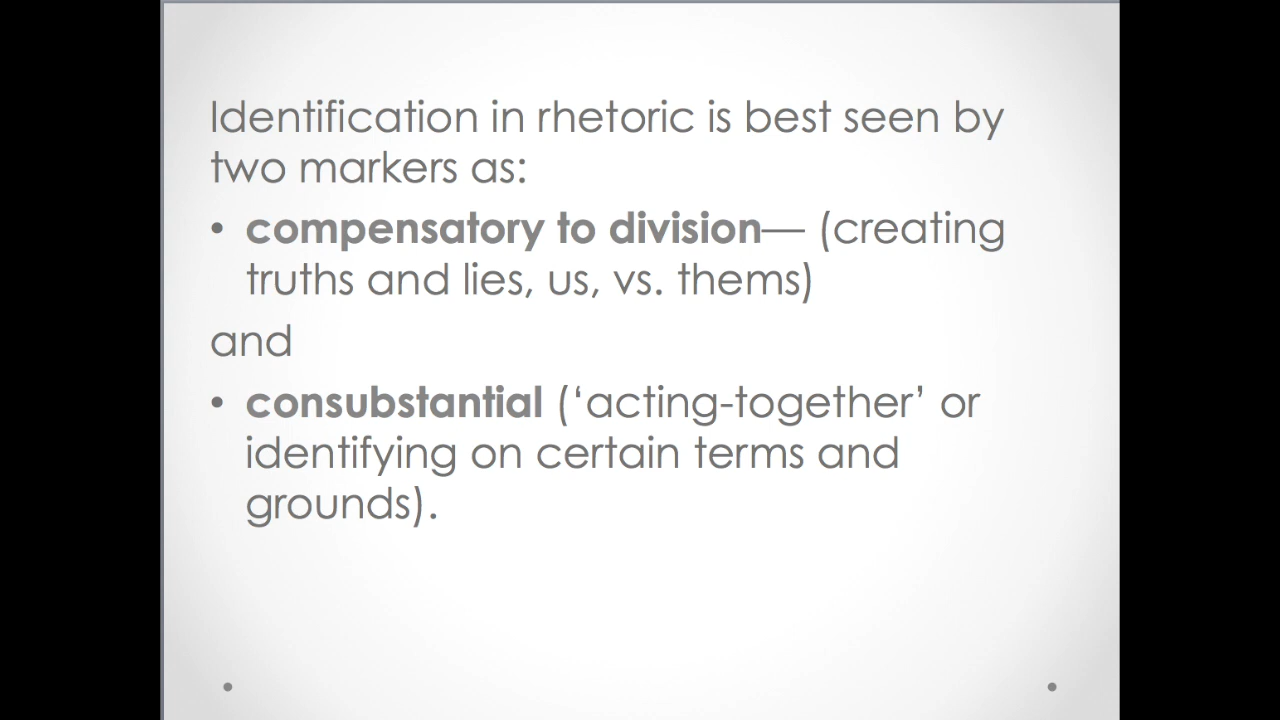 Identification in rhetoric is best seen by
two markers as:
• compensatory to division— (creating
truths and lies, us, vs. thems)
and
• consubstantial (‘acting-together’ or
identifying on certain terms and
grounds).